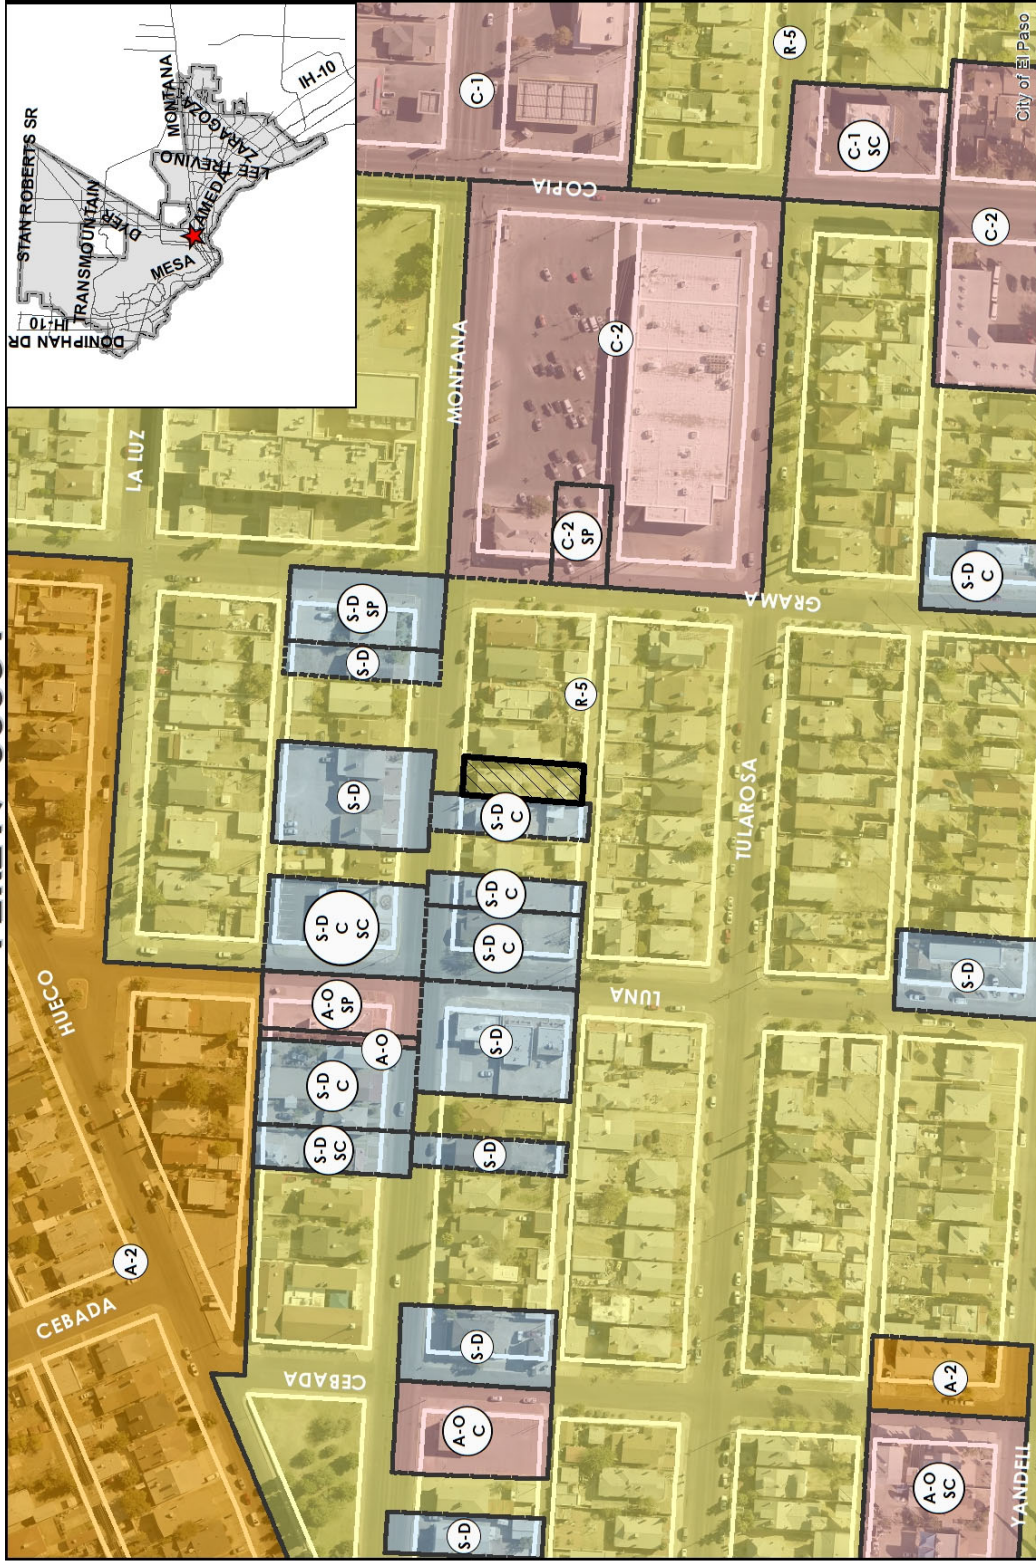 STAN ROBERTS SR
DONIPHAN DR
IH-10
TRANSMOUNTAIN
DYER
MESA
MONTANA
LEE TREVINO
ZARAGOZA
ALAMEDA
IH-10
HUECO
LA LUZ
CEBADA
A-2
MONTANA
COPIA
C-1
R-5
C-1
SC
C-2
C-2
C-2
SP
GRAMA
S-D
C
S-D
SP
S-D
S-D
R-5
S-D
C
S-D
C
SC
S-D
C
S-D
C
TULAROSA
LUNA
S-D
A-O
SP
A-O
S-D
C
S-D
SC
S-D
S-D
CEBADA
S-D
A-O
C
S-D
A-2
A-O
SC
YANDELL
City of El Paso